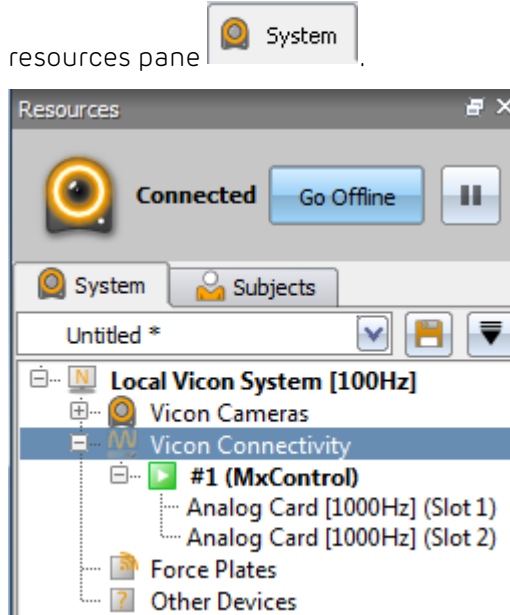 resources pane System .
Resources
Connected Go Offline
System Subjects
Untitled *
N Local Vicon System [100Hz]
Vicon Cameras
Vicon Connectivity
#1 (MxControl)
Analog Card [1000Hz] (Slot 1)
Analog Card [1000Hz] (Slot 2)
Force Plates
? Other Devices